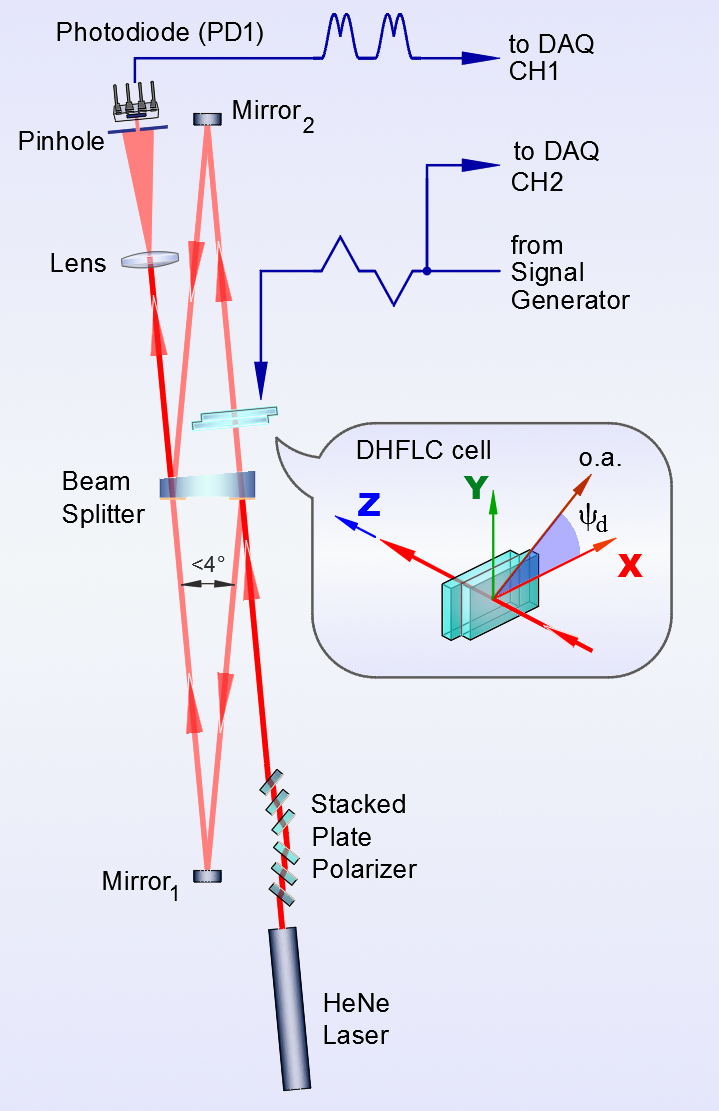 Photodiode (PD1)
to DAQ
CH1
Mirror2
Pinhole
to DAQ
CH2
Lens
from
Signal
Generator
DHFLC cell
o.a.
Y
Z
ψd
X
Beam
Splitter
<4°
Stacked
Plate
Polarizer
Mirror1
HeNe
Laser